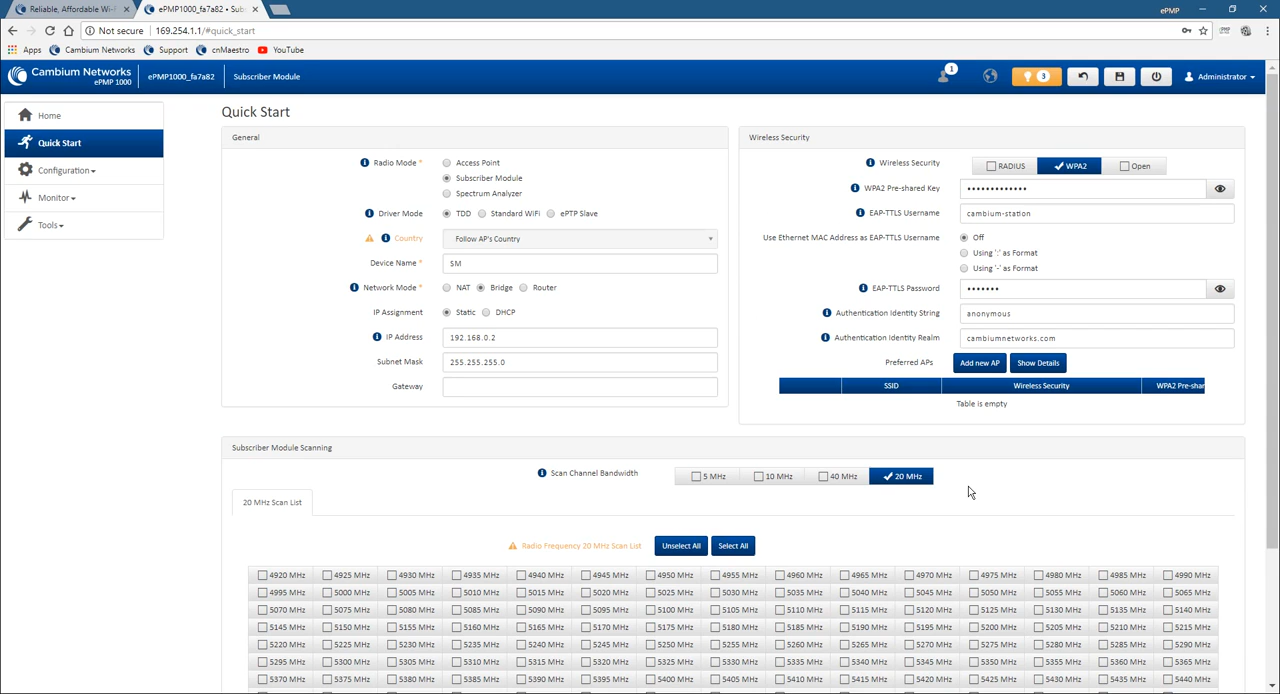 Reliable, Affordable Wi-F
ePMP1000_fa7a82 • Sub
ePMP
Not secure
169.254.1.1/#quick_start
Apps
Cambium Networks
Support
cnMaestro
YouTube
Cambium Networks
ePMP 1000
ePMP1000_fa7a82
Subscriber Module
1
3
Administrator
Home
Quick Start
Configuration
Monitor
Tools
Quick Start
General
Radio Mode *
Access Point
Subscriber Module
Spectrum Analyzer
Driver Mode
TDD
Standard WiFi
ePTP Slave
Country
Follow AP's Country
Device Name *
SM
Network Mode *
NAT
Bridge
Router
IP Assignment
Static
DHCP
IP Address
192.168.0.2
Subnet Mask
255.255.255.0
Gateway
Wireless Security
Wireless Security
RADIUS
WPA2
Open
WPA2 Pre-shared Key
•••••••••••••
EAP-TTLS Username
cambium-station
Use Ethernet MAC Address as EAP-TTLS Username
Off
Using ':' as Format
Using '-' as Format
EAP-TTLS Password
•••••••
Authentication Identity String
anonymous
Authentication Identity Realm
cambiumnetworks.com
Preferred APs
Add new AP
Show Details
SSID
Wireless Security
WPA2 Pre-shar
Table is empty
Subscriber Module Scanning
Scan Channel Bandwidth
5 MHz
10 MHz
40 MHz
20 MHz
20 MHz Scan List
Radio Frequency 20 MHz Scan List
Unselect All
Select All
4920 MHz 4925 MHz 4930 MHz 4935 MHz 4940 MHz 4945 MHz 4950 MHz 4955 MHz 4960 MHz 4965 MHz 4970 MHz 4975 MHz 4980 MHz 4985 MHz 4990 MHz
4995 MHz 5000 MHz 5005 MHz 5010 MHz 5015 MHz 5020 MHz 5025 MHz 5030 MHz 5035 MHz 5040 MHz 5045 MHz 5050 MHz 5055 MHz 5060 MHz 5065 MHz
5070 MHz 5075 MHz 5080 MHz 5085 MHz 5090 MHz 5095 MHz 5100 MHz 5105 MHz 5110 MHz 5115 MHz 5120 MHz 5125 MHz 5130 MHz 5135 MHz 5140 MHz
5145 MHz 5150 MHz 5155 MHz 5160 MHz 5165 MHz 5170 MHz 5175 MHz 5180 MHz 5185 MHz 5190 MHz 5195 MHz 5200 MHz 5205 MHz 5210 MHz 5215 MHz
5220 MHz 5225 MHz 5230 MHz 5235 MHz 5240 MHz 5245 MHz 5250 MHz 5255 MHz 5260 MHz 5265 MHz 5270 MHz 5275 MHz 5280 MHz 5285 MHz 5290 MHz
5295 MHz 5300 MHz 5305 MHz 5310 MHz 5315 MHz 5320 MHz 5325 MHz 5330 MHz 5335 MHz 5340 MHz 5345 MHz 5350 MHz 5355 MHz 5360 MHz 5365 MHz
5370 MHz 5375 MHz 5380 MHz 5385 MHz 5390 MHz 5395 MHz 5400 MHz 5405 MHz 5410 MHz 5415 MHz 5420 MHz 5425 MHz 5430 MHz 5435 MHz 5440 MHz